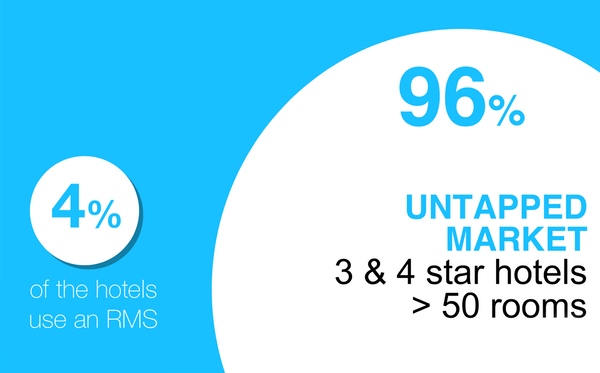 96%
4%
of the hotels
use an RMS
UNTAPPED
MARKET
3 & 4 star hotels
> 50 rooms